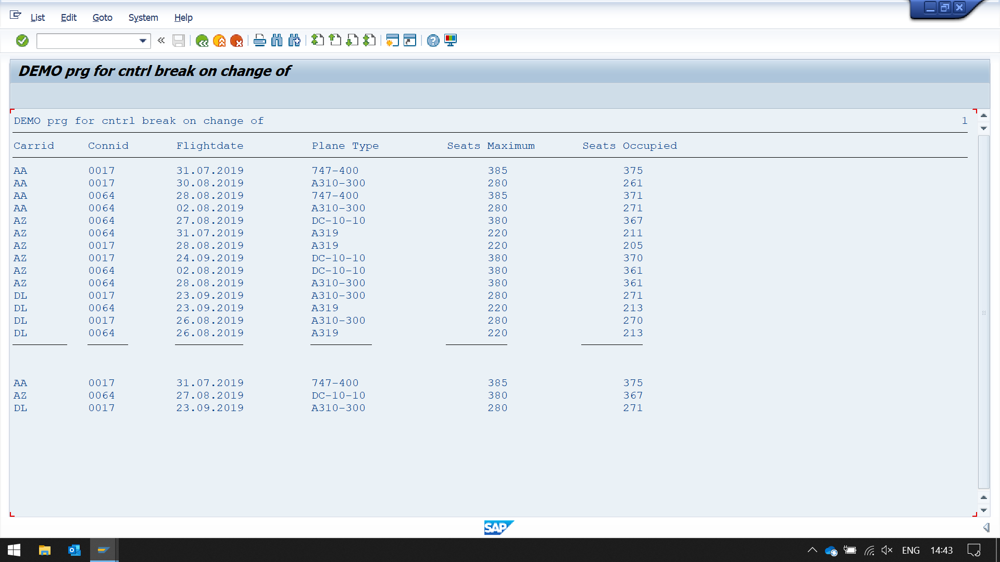 List Edit Goto System Help
DEMO prg for cntrl break on change of
DEMO prg for cntrl break on change of 1
Carrid Connid Flightdate Plane Type Seats Maximum Seats Occupied
AA 0017 31.07.2019 747-400 385 375
AA 0017 30.08.2019 A310-300 280 261
AA 0064 28.08.2019 747-400 385 371
AA 0064 02.08.2019 A310-300 280 271
AZ 0064 27.08.2019 DC-10-10 380 367
AZ 0064 31.07.2019 A319 220 211
AZ 0017 28.08.2019 A319 220 205
AZ 0017 24.09.2019 DC-10-10 380 370
AZ 0064 02.08.2019 DC-10-10 380 361
AZ 0064 28.08.2019 A310-300 380 361
DL 0017 23.09.2019 A310-300 280 271
DL 0064 23.09.2019 A319 220 213
DL 0017 26.08.2019 A310-300 280 270
DL 0064 26.08.2019 A319 220 213
AA 0017 31.07.2019 747-400 385 375
AZ 0064 27.08.2019 DC-10-10 380 367
DL 0017 23.09.2019 A310-300 280 271
SAP
ENG 14:43